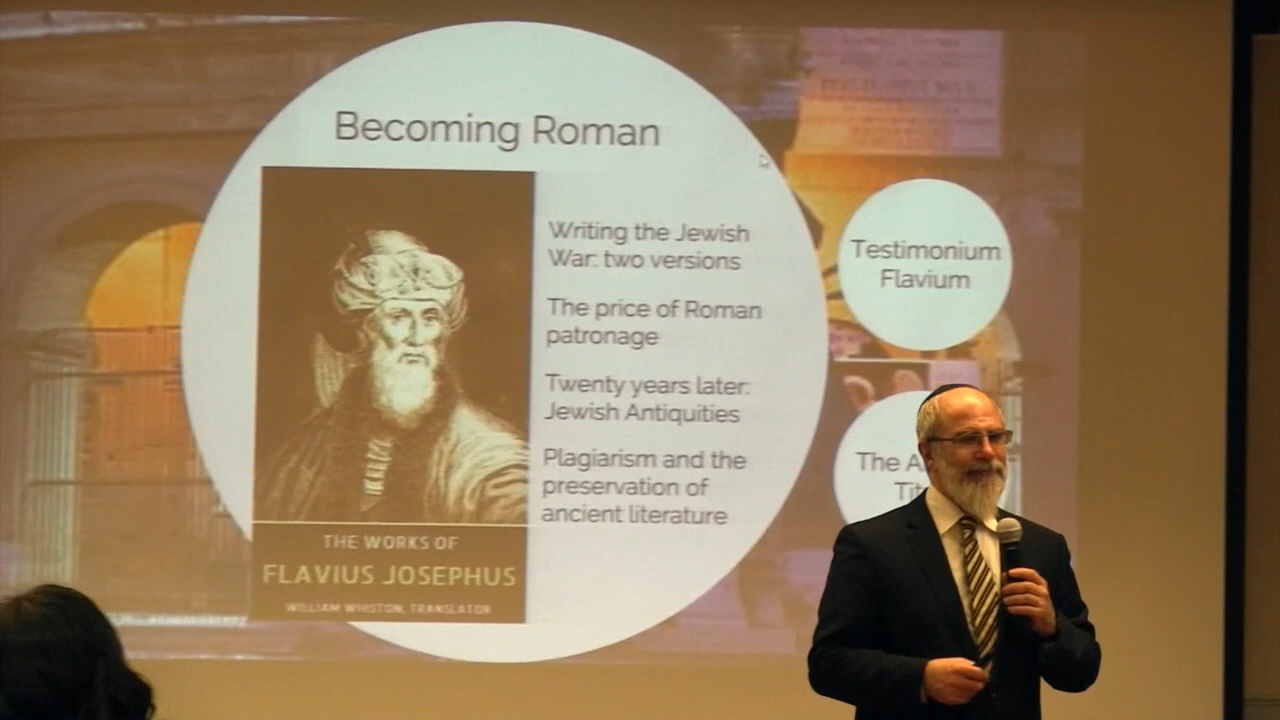 Becoming Roman
Writing the Jewish
War: two versions
The price of Roman
patronage
Twenty years later:
Jewish Antiquities
Plagiarism and the
preservation of
ancient literature
THE WORKS OF
FLAVIUS JOSEPHUS
WILLIAM WHISTON, TRANSLATOR
Testimonium
Flavium
The